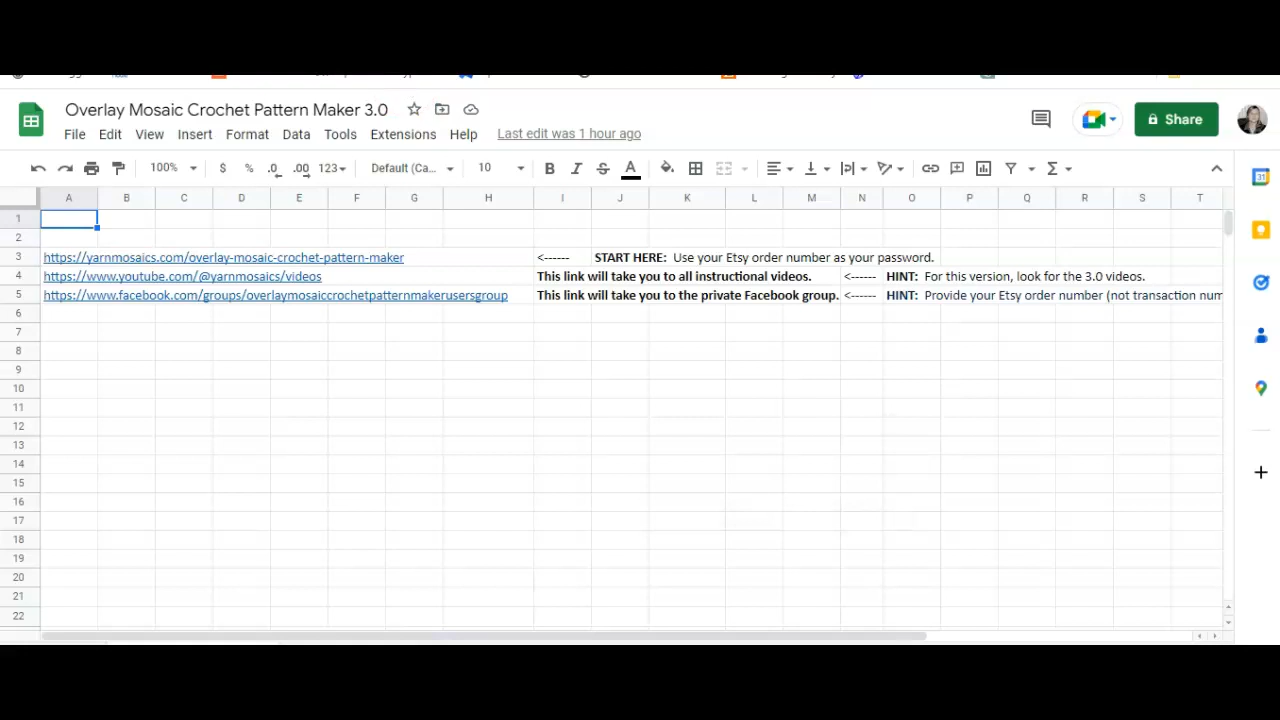 Overlay Mosaic Crochet Pattern Maker 3.0
File Edit View Insert Format Data Tools Extensions Help Last edit was 1 hour ago
Share
100% $ % .0 .00 123 Default (Ca... 10 B I S A
31
A B C D E F G H I J K L M N O P Q R S T
1
2
3 https://yarnmosaics.com/overlay-mosaic-crochet-pattern-maker <------ START HERE: Use your Etsy order number as your password.
4 https://www.youtube.com/@yarnmosaics/videos This link will take you to all instructional videos. <------ HINT: For this version, look for the 3.0 videos.
5 https://www.facebook.com/groups/overlaymosaiccrochetpatternmakerusersgroup This link will take you to the private Facebook group. <------ HINT: Provide your Etsy order number (not transaction num
6
7
8
9
10
11
12
13
14
15
16
17
18
19
20
21
22